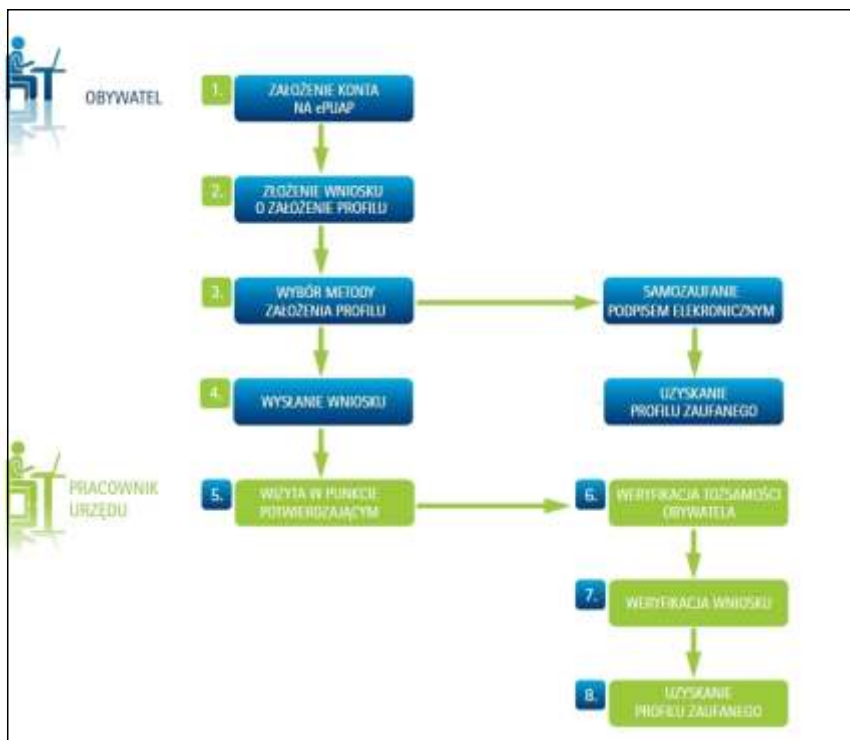 OBYWATEL
1.
ZAŁOŻENIE KONTA
NA ePUAP
2.
ZŁOŻENIE WNIOSKU
O ZAŁOŻENIE PROFILU
3.
WYBÓR METODY
ZAŁOŻENIA PROFILU
SAMOZAUFANIE
PODPISEM ELEKRONICZNYM
4.
WYSŁANIE WNIOSKU
UZYSKANIE
PROFILU ZAUFANEGO
PRACOWNIK
URZĘDU
5.
WIZYTA W PUNKCIE
POTWIERDZAJĄCYM
6.
WERYFIKACJA TOŻSAMOŚCI
OBYWATELA
7.
WERYFIKACJA WNIOSKU
8.
UZYSKANIE
PROFILU ZAUFANEGO